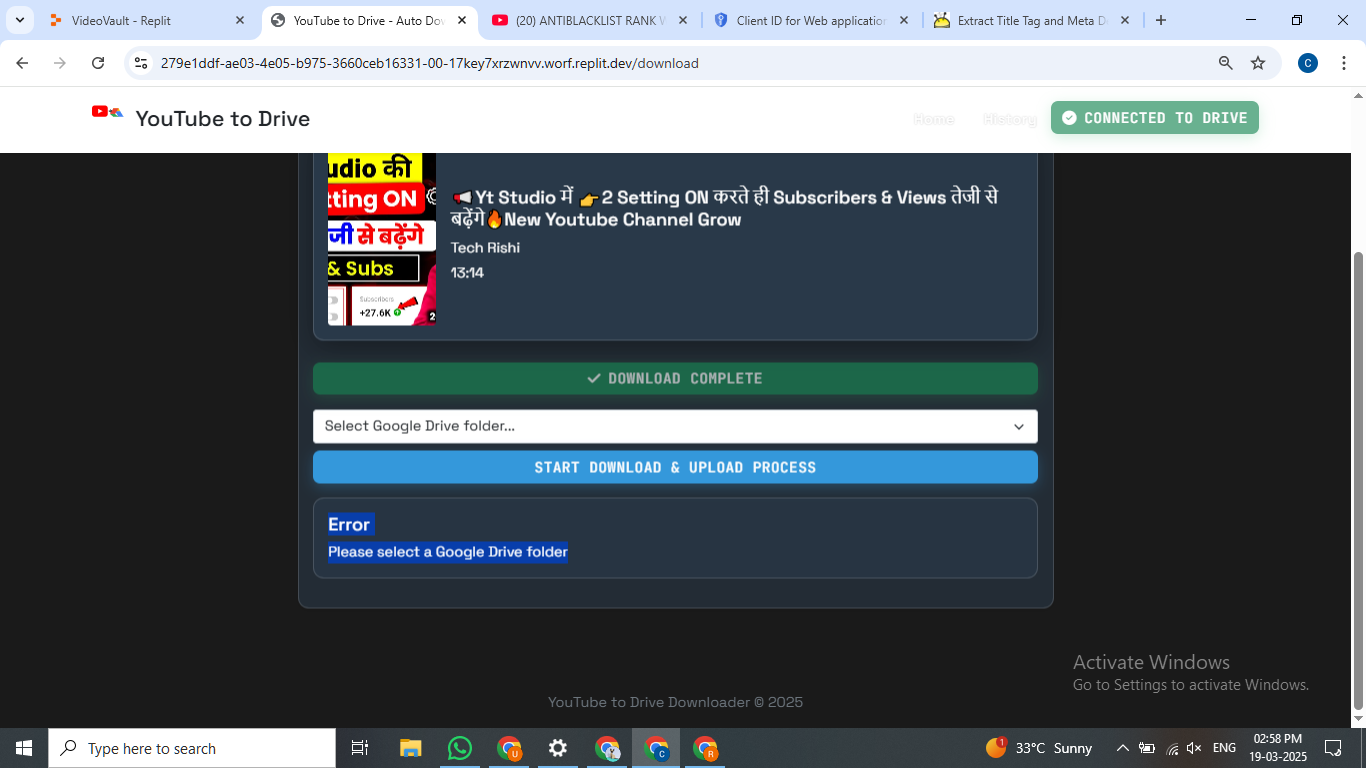 VideoVault - Replit
YouTube to Drive - Auto Do
(20) ANTIBLACKLIST RANK
Client ID for Web application
Extract Title Tag and Meta D
279e1ddf-ae03-4e05-b975-3660ceb16331-00-17key7xrzwnvv.worf.replit.dev/download
C
YouTube to Drive
Home
History
CONNECTED TO DRIVE
udio की
tting ON
जी से बढ़ेंगे
& Subs
Subscribers
+27.6K
2
Yt Studio में 👉 2 Setting ON करते ही Subscribers & Views तेजी से
बढ़ेंगे🔥New Youtube Channel Grow
Tech Rishi
13:14
DOWNLOAD COMPLETE
Select Google Drive folder...
START DOWNLOAD & UPLOAD PROCESS
Error
Please select a Google Drive folder
Activate Windows
Go to Settings to activate Windows.
YouTube to Drive Downloader © 2025
Type here to search
U
Y
C
R
1
33°C Sunny
ENG
02:58 PM
19-03-2025